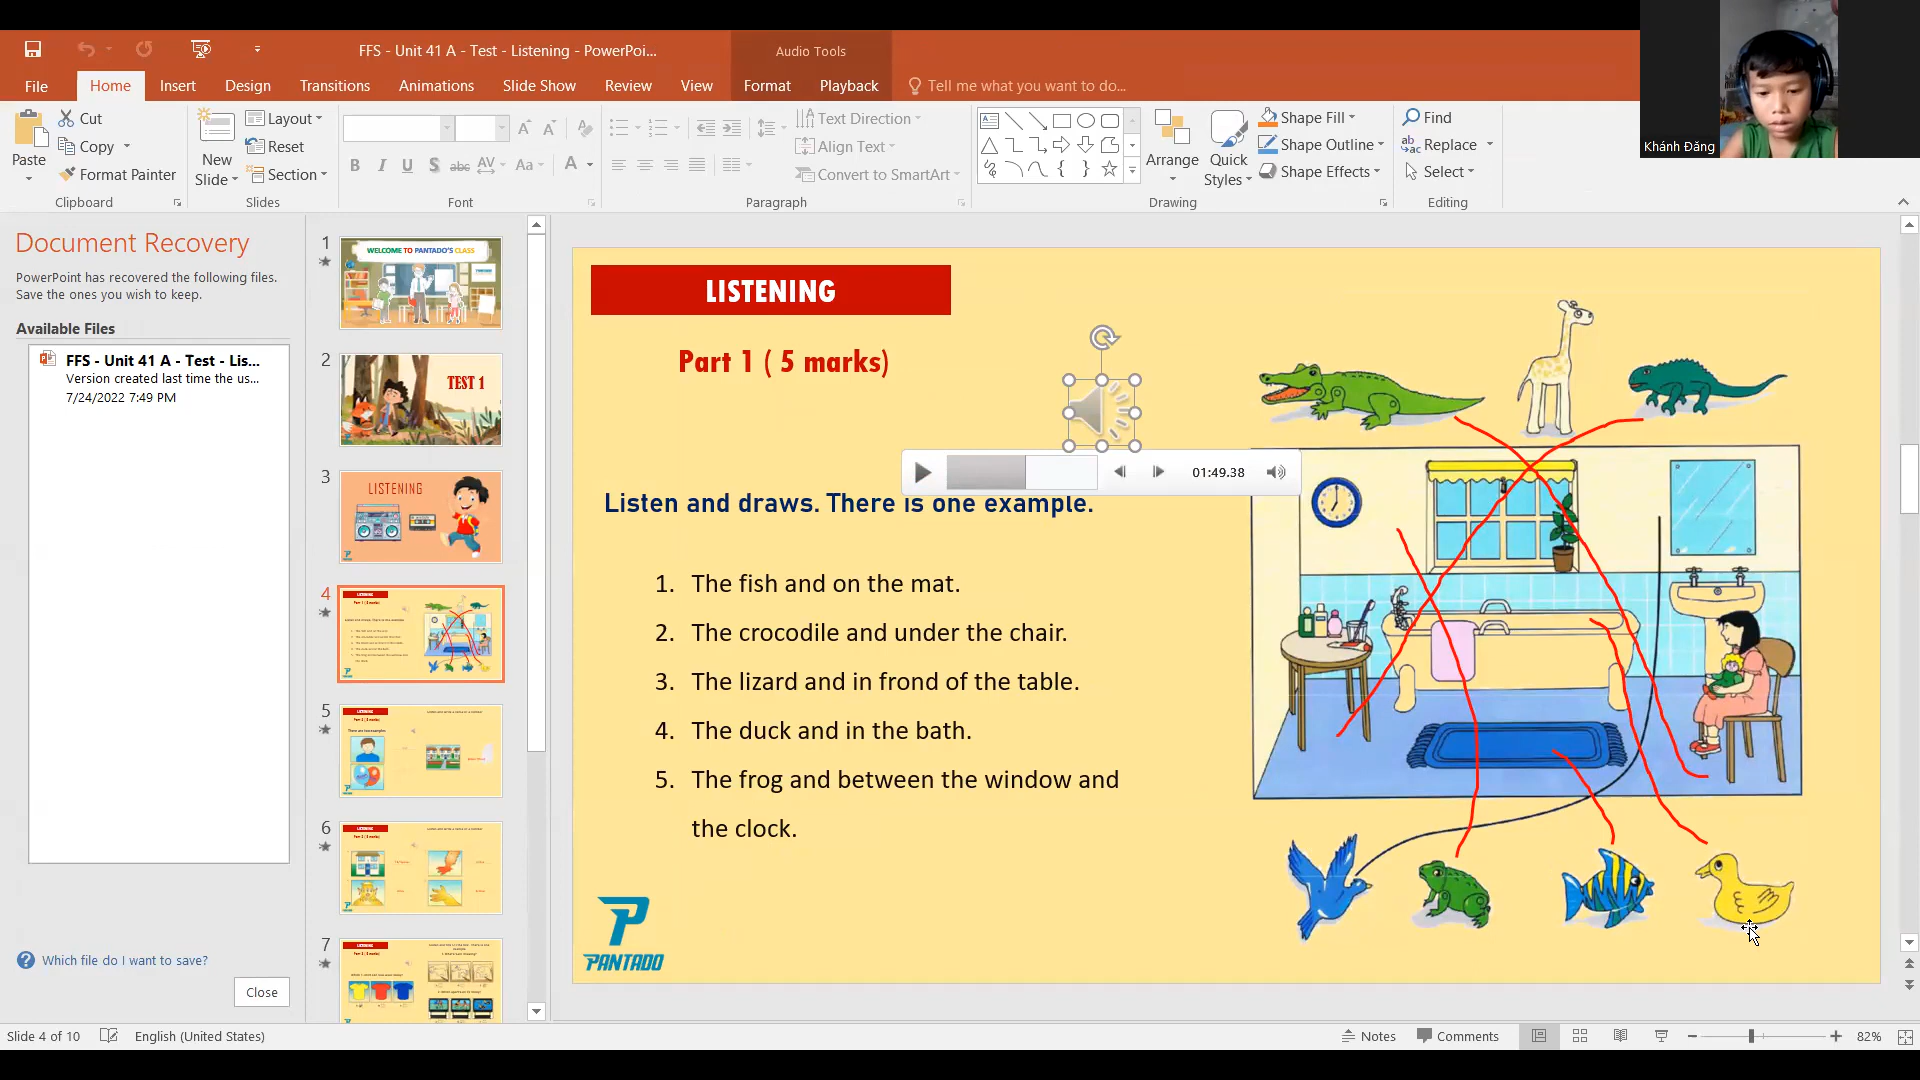 FFS - Unit 41 A - Test - Listening - PowerPoi...
Audio Tools
File
Home
Insert
Design
Transitions
Animations
Slide Show
Review
View
Format
Playback
Tell me what you want to do...
Khánh Đăng
Paste
Cut
Copy
Format Painter
Clipboard
New
Slide
Layout
Reset
Section
Slides
Font
Text Direction
Align Text
Convert to SmartArt
Paragraph
Arrange
Quick
Styles
Shape Fill
Shape Outline
Shape Effects
Drawing
Find
Replace
Select
Editing
Document Recovery
PowerPoint has recovered the following files.
Save the ones you wish to keep.
Available Files
FFS - Unit 41 A - Test - Lis...
Version created last time the us...
7/24/2022 7:49 PM
Which file do I want to save?
Close
1
WELCOME TO PANTADO'S CLASS
2
TEST 1
3
LISTENING
4
5
6
7
LISTENING
Part 1 ( 5 marks)
01:49.38
Listen and draws. There is one example.
1. The fish and on the mat.
2. The crocodile and under the chair.
3. The lizard and in frond of the table.
4. The duck and in the bath.
5. The frog and between the window and
the clock.
PANTADO
Slide 4 of 10
English (United States)
Notes
Comments
82%